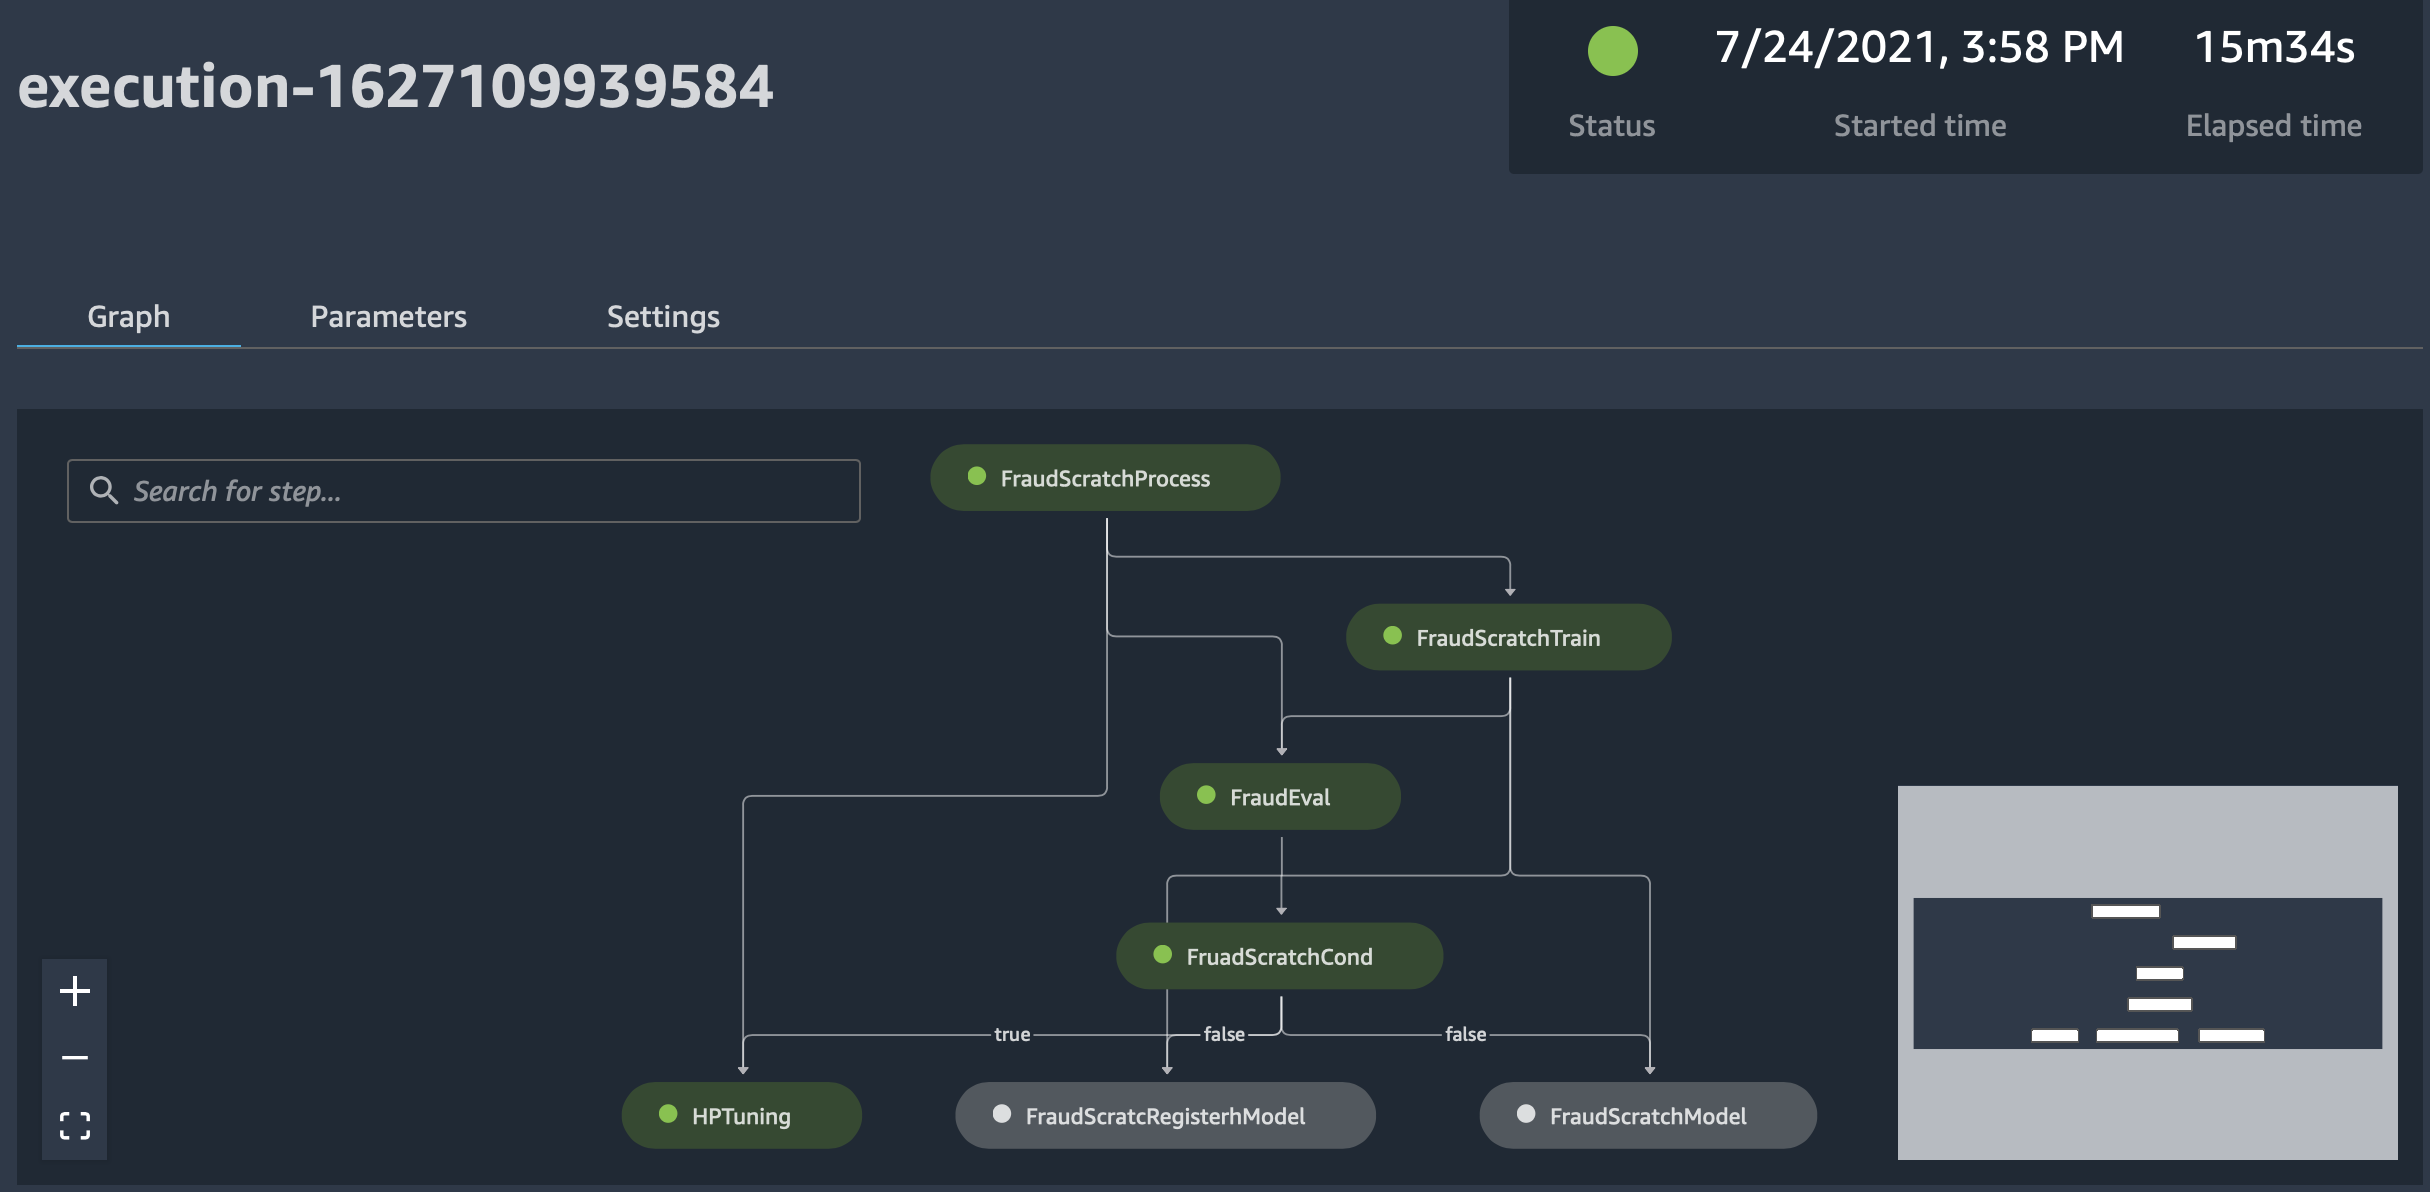 execution-1627109939584
7/24/2021, 3:58 PM
15m34s
Status
Started time
Elapsed time
Graph
Parameters
Settings
Search for step...
FraudScratchProcess
FraudScratchTrain
FraudEval
FruadScratchCond
true
false
false
HPTuning
FraudScratcRegisterhModel
FraudScratchModel